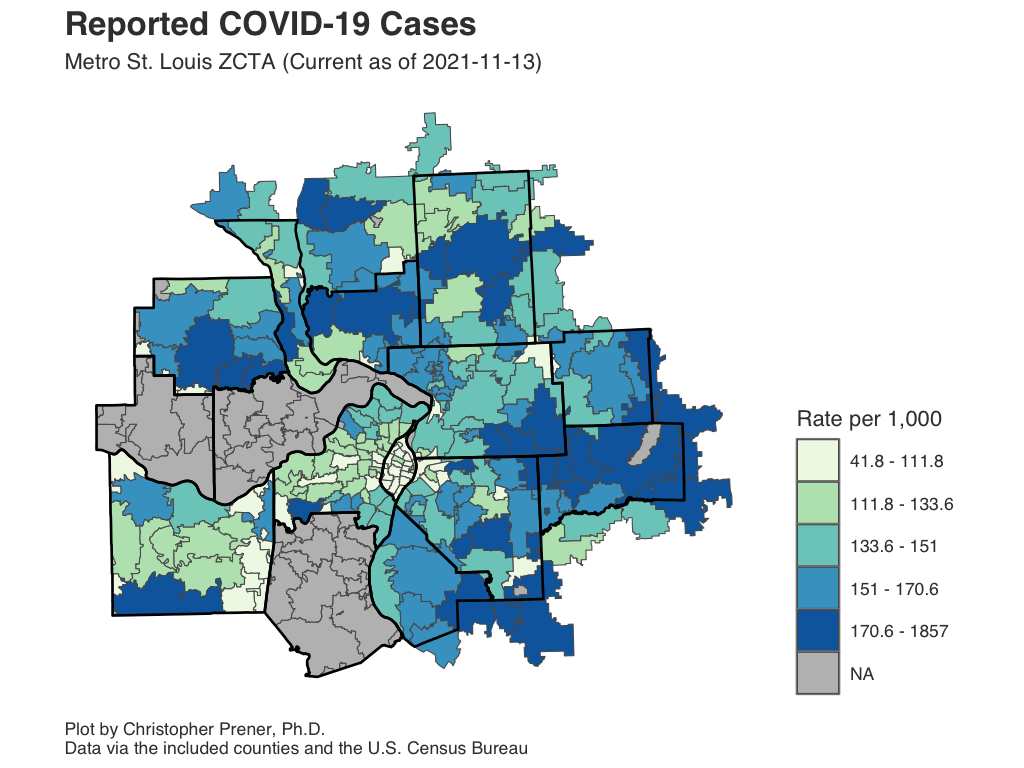 Reported COVID-19 Cases
Metro St. Louis ZCTA (Current as of 2021-11-13)
Rate per 1,000
41.8 - 111.8
111.8 - 133.6
133.6 - 151
151 - 170.6
170.6 - 1857
NA
Plot by Christopher Prener, Ph.D.
Data via the included counties and the U.S. Census Bureau